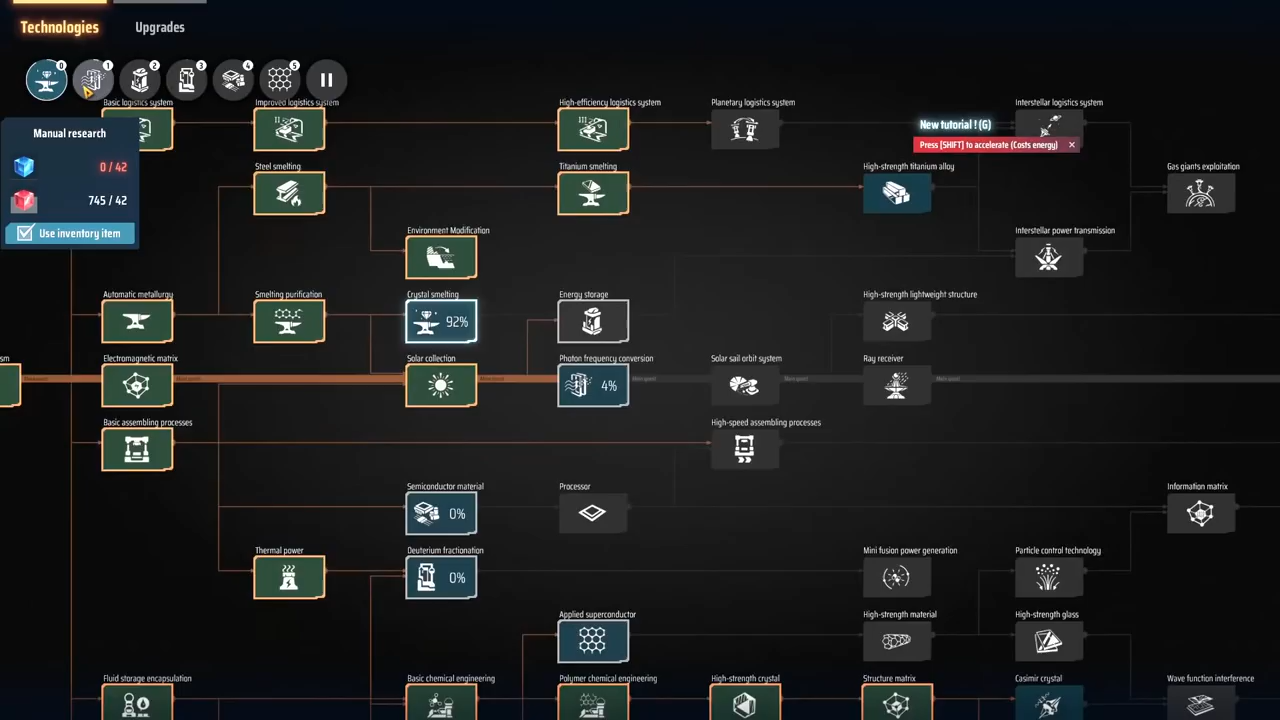 Technologies
Upgrades
0
1
2
3
4
5
Basic logistics system
Improved logistics system
High-efficiency logistics system
Planetary logistics system
Interstellar logistics system
Manual research
0 / 42
745 / 42
Use inventory item
New tutorial ! (G)
Press [SHIFT] to accelerate (Costs energy)
Steel smelting
Titanium smelting
High-strength titanium alloy
Gas giants exploitation
Environment Modification
Interstellar power transmission
Automatic metallurgy
Smelting purification
Crystal smelting
92%
Energy storage
High-strength lightweight structure
Electromagnetic matrix
Solar collection
Photon frequency conversion
4%
Solar sail orbit system
Ray receiver
Basic assembling processes
High-speed assembling processes
Semiconductor material
0%
Processor
Information matrix
Thermal power
Deuterium fractionation
0%
Mini fusion power generation
Particle control technology
Applied superconductor
High-strength material
High-strength glass
Fluid storage encapsulation
Basic chemical engineering
Polymer chemical engineering
High-strength crystal
Structure matrix
Casimir crystal
Wave function interference